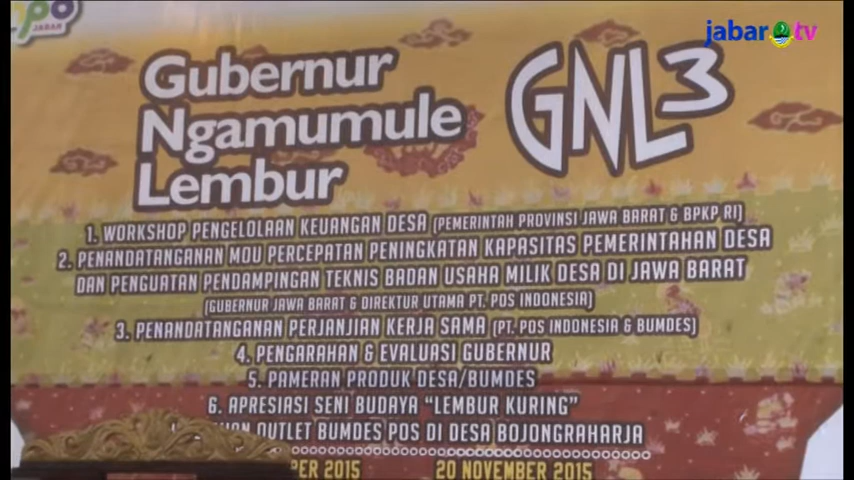 JABAR
jabar tv
Gubernur
Ngamumule
Lembur
GNL3
1. WORKSHOP PENGELOLAAN KEUANGAN DESA (PEMERINTAH PROVINSI JAWA BARAT & BPKP RI)
2. PENANDATANGANAN MOU PERCEPATAN PENINGKATAN KAPASITAS PEMERINTAHAN DESA
DAN PENGUATAN PENDAMPINGAN TEKNIS BADAN USAHA MILIK DESA DI JAWA BARAT
(GUBERNUR JAWA BARAT & DIREKTUR UTAMA PT. POS INDONESIA)
3. PENANDATANGANAN PERJANJIAN KERJA SAMA (PT. POS INDONESIA & BUMDES)
4. PENGARAHAN & EVALUASI GUBERNUR
5. PAMERAN PRODUK DESA/BUMDES
6. APRESIASI SENI BUDAYA "LEMBUR KURING"
OUTLET BUMDES POS DI DESA BOJONGRAHARJA
2015 20 NOVEMBER 2015